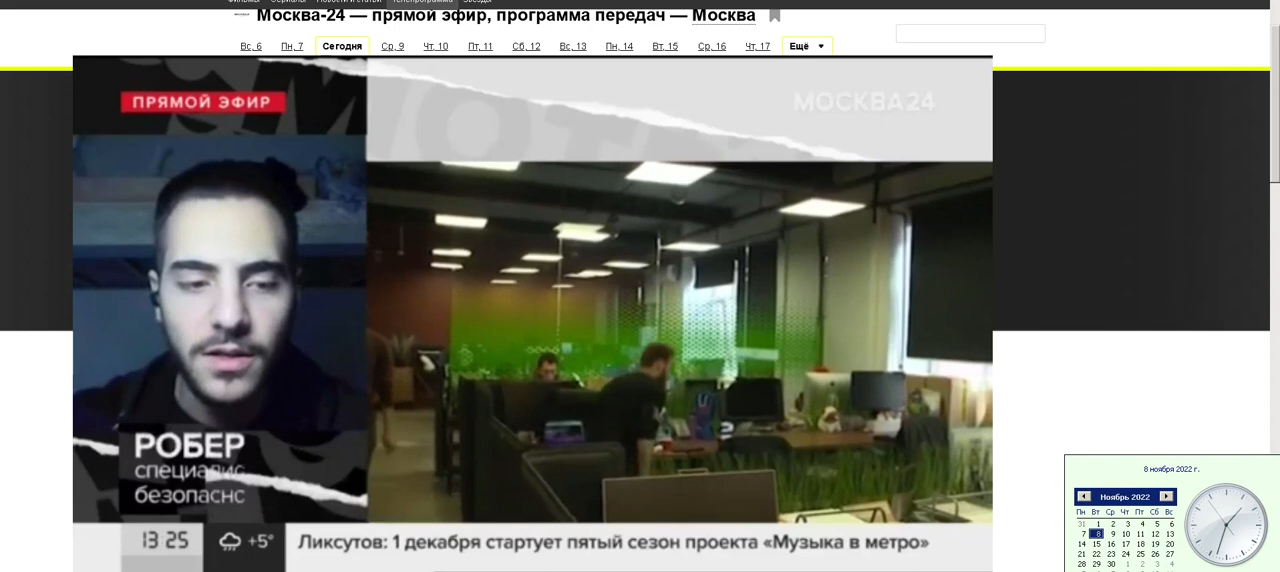 Москва-24 — прямой эфир, программа передач — Москва
Вс, 6 Пн, 7 Сегодня Ср, 9 Чт, 10 Пт, 11 Сб, 12 Вс, 13 Пн, 14 Вт, 15 Ср, 16 Чт, 17 Ещё
ПРЯМОЙ ЭФИР
МОСКВА24
РОБЕР
специалис
безопаснс
13 25 +5° Ликсутов: 1 декабря стартует пятый сезон проекта «Музыка в метро»
8 ноября 2022 г.
Ноябрь 2022
Пн Вт Ср Чт Пт Сб Вс
31 1 2 3 4 5 6
7 8 9 10 11 12 13
14 15 16 17 18 19 20
21 22 23 24 25 26 27
28 29 30 1 2 3 4